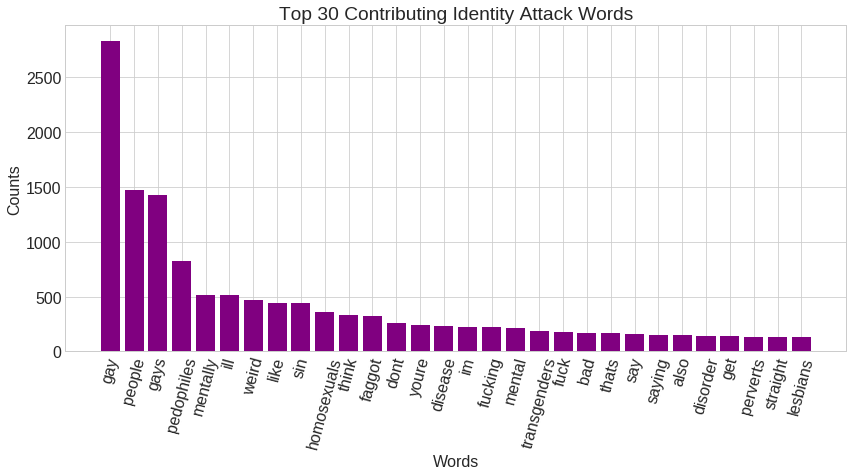 Top 30 Contributing Identity Attack Words
Counts
2500
2000
1500
1000
500
0
gay
people
gays
pedophiles
mentally
ill
weird
like
sin
homosexuals
think
faggot
dont
youre
disease
im
fucking
mental
transgenders
fuck
bad
thats
say
saying
also
disorder
get
perverts
straight
lesbians
Words